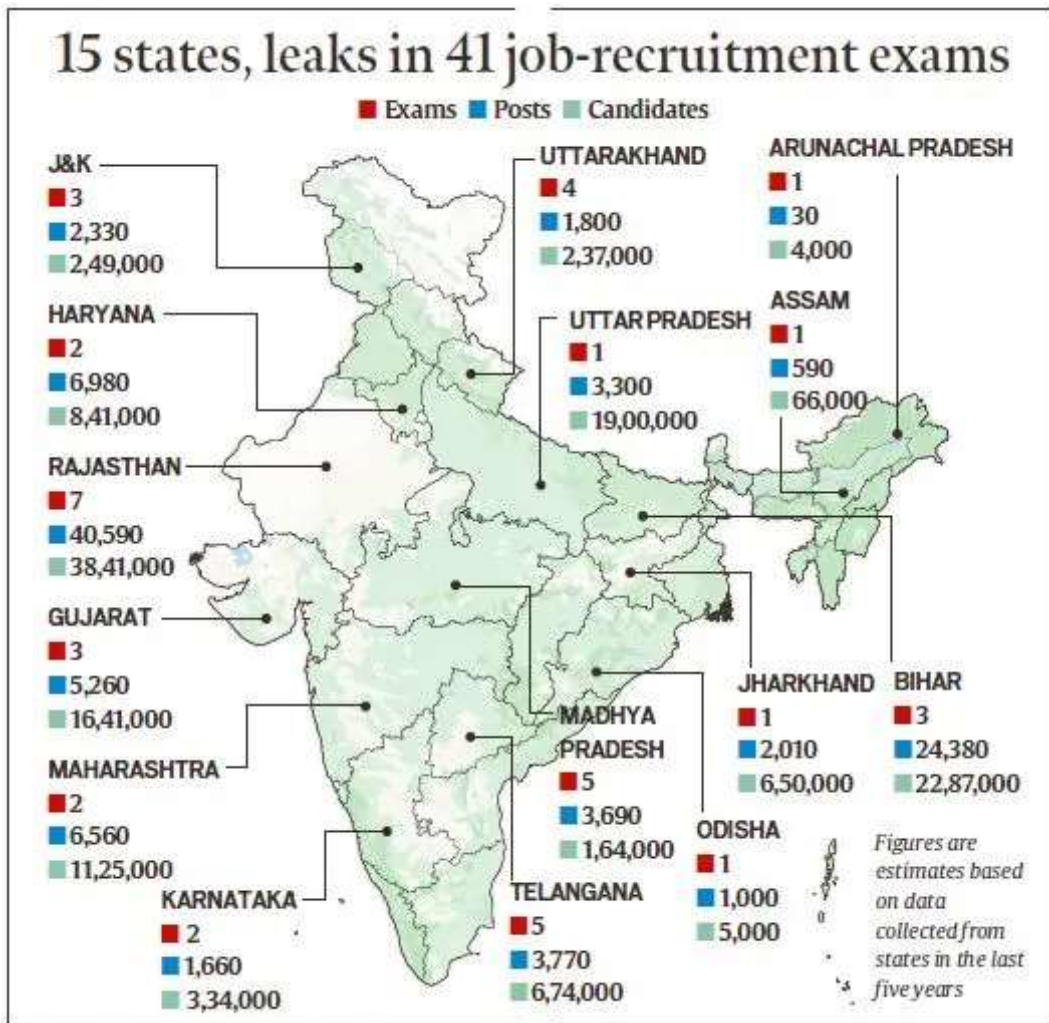 15 states, leaks in 41 job-recruitment exams
Exams Posts Candidates
J&K
3
2,330
2,49,000
UTTARAKHAND
4
1,800
2,37,000
ARUNACHAL PRADESH
1
30
4,000
HARYANA
2
6,980
8,41,000
UTTAR PRADESH
1
3,300
19,00,000
ASSAM
1
590
66,000
RAJASTHAN
7
40,590
38,41,000
GUJARAT
3
5,260
16,41,000
MAHARASHTRA
2
6,560
11,25,000
KARNATAKA
2
1,660
3,34,000
TELANGANA
5
3,770
6,74,000
MADHYA
PRADESH
5
3,690
1,64,000
ODISHA
1
1,000
5,000
JHARKHAND
1
2,010
6,50,000
BIHAR
3
24,380
22,87,000
Figures are
estimates based
on data
collected from
states in the last
five years